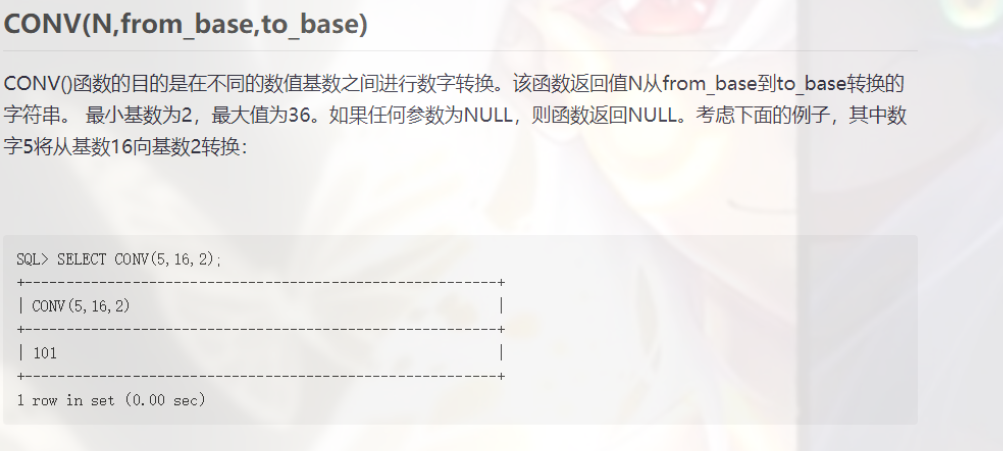 CONV(N,from_base,to_base)
CONV()函数的目的是在不同的数值基数之间进行数字转换。该函数返回值N从from_base到to_base转换的
字符串。 最小基数为2，最大值为36。如果任何参数为NULL，则函数返回NULL。考虑下面的例子，其中数
字5将从基数16向基数2转换：
SQL> SELECT CONV(5,16,2);
+----------------------------------------------------+
| CONV(5,16,2)                                       |
+----------------------------------------------------+
| 101                                                |
+----------------------------------------------------+
1 row in set (0.00 sec)